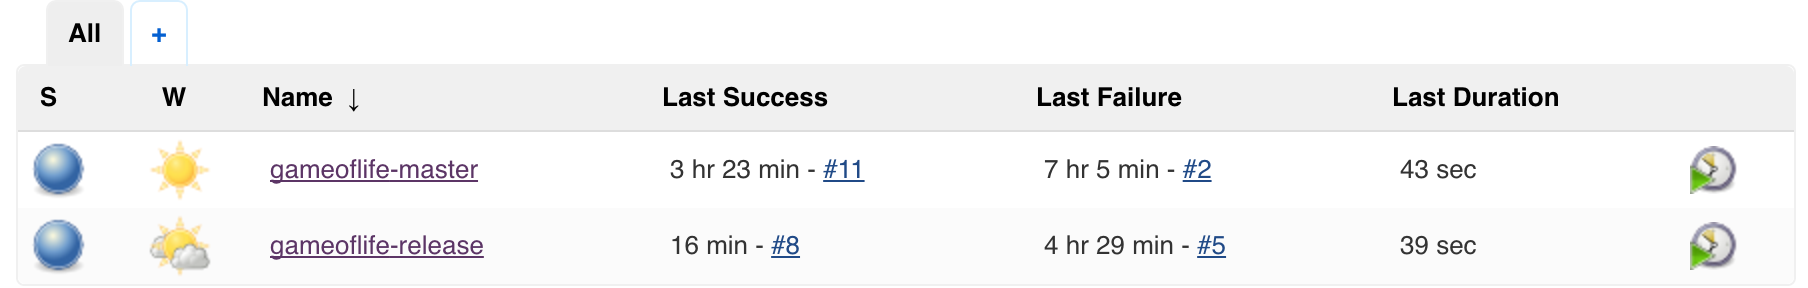 All +
S W Name ↓ Last Success Last Failure Last Duration
gameoflife-master 3 hr 23 min - #11 7 hr 5 min - #2 43 sec
gameoflife-release 16 min - #8 4 hr 29 min - #5 39 sec